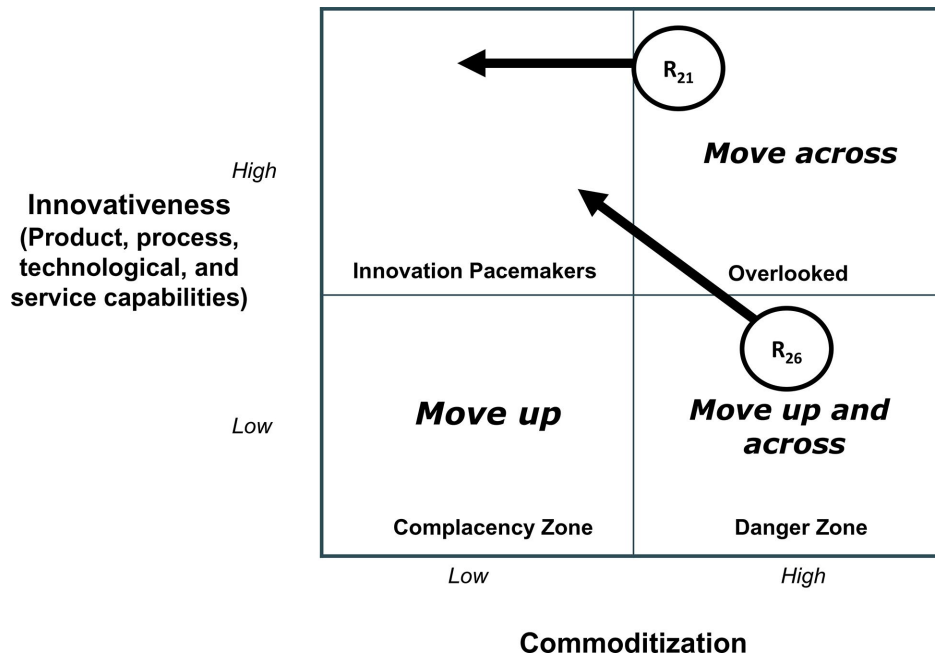 R21
Move across
High
Innovativeness
(Product, process,
technological, and
service capabilities)
Innovation Pacemakers
Overlooked
R26
Move up
Move up and
across
Low
Complacency Zone
Danger Zone
Low
High
Commoditization